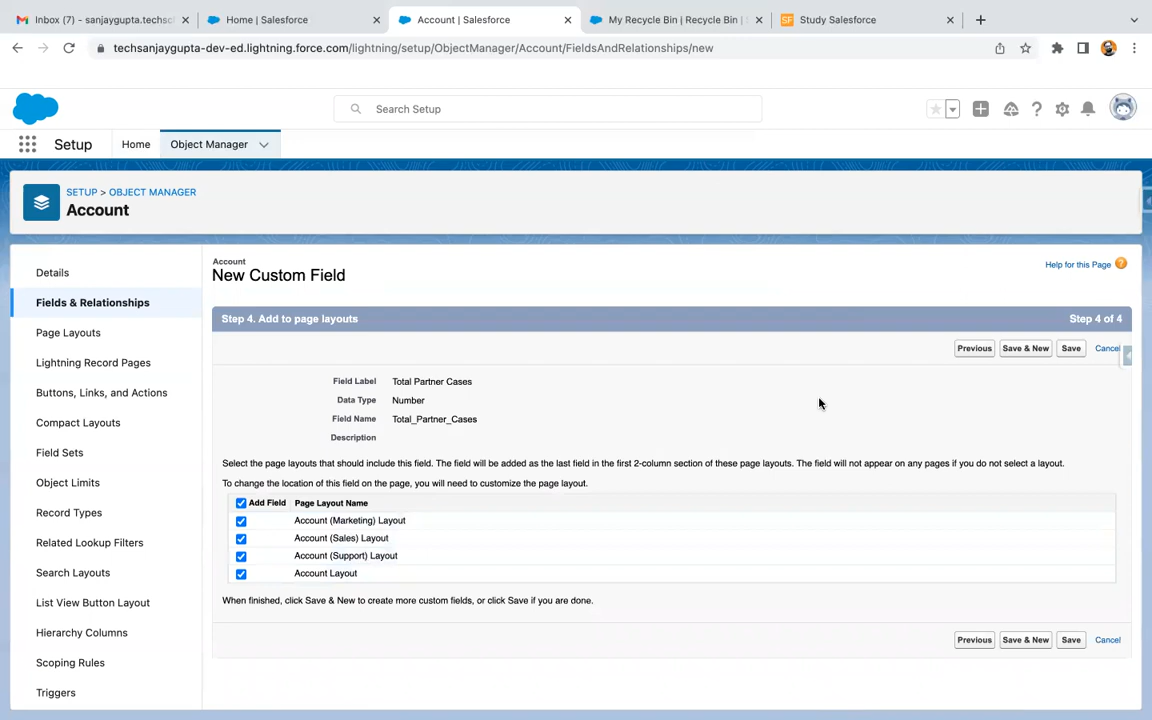 Inbox (7) - sanjaygupta.techsc
Home | Salesforce
Account | Salesforce
My Recycle Bin | Recycle Bin |
Study Salesforce
techsanjaygupta-dev-ed.lightning.force.com/lightning/setup/ObjectManager/Account/FieldsAndRelationships/new
Search Setup
Setup
Home
Object Manager
SETUP > OBJECT MANAGER
Account
Details
Fields & Relationships
Page Layouts
Lightning Record Pages
Buttons, Links, and Actions
Compact Layouts
Field Sets
Object Limits
Record Types
Related Lookup Filters
Search Layouts
List View Button Layout
Hierarchy Columns
Scoping Rules
Triggers
Account
New Custom Field
Help for this Page ?
Step 4. Add to page layouts
Step 4 of 4
Previous Save & New Save Cancel
Field Label Total Partner Cases
Data Type Number
Field Name Total_Partner_Cases
Description
Select the page layouts that should include this field. The field will be added as the last field in the first 2-column section of these page layouts. The field will not appear on any pages if you do not select a layout.
To change the location of this field on the page, you will need to customize the page layout.
Add Field Page Layout Name
Account (Marketing) Layout
Account (Sales) Layout
Account (Support) Layout
Account Layout
When finished, click Save & New to create more custom fields, or click Save if you are done.
Previous Save & New Save Cancel